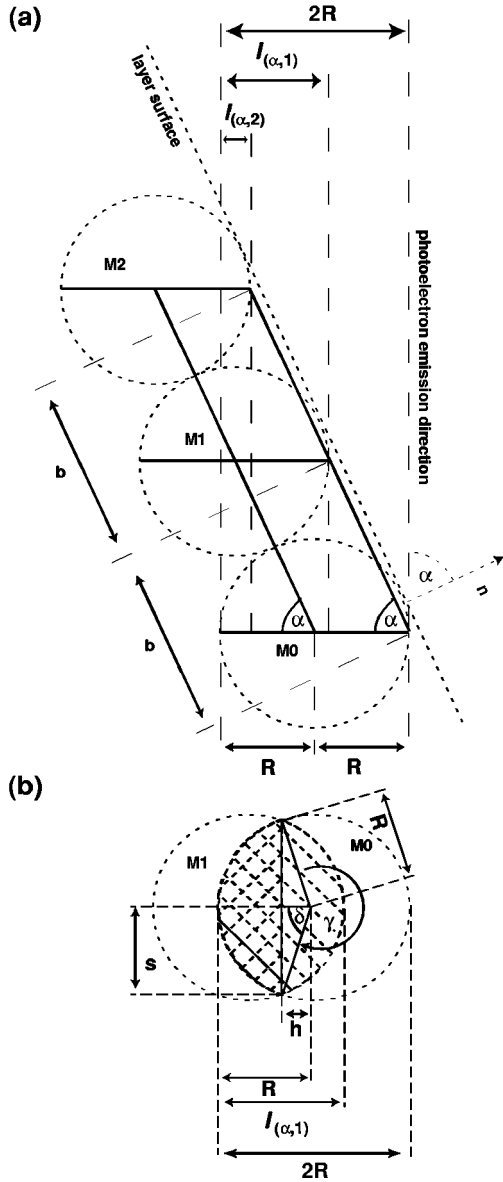 (a)
2R
l(α,1)
l(α,2)
layer surface
photoelectron emission direction
M2
M1
b
α
n
α
α
M0
b
R
R
(b)
R
M1
M0
δ
γ
s
h
R
l(α,1)
2R